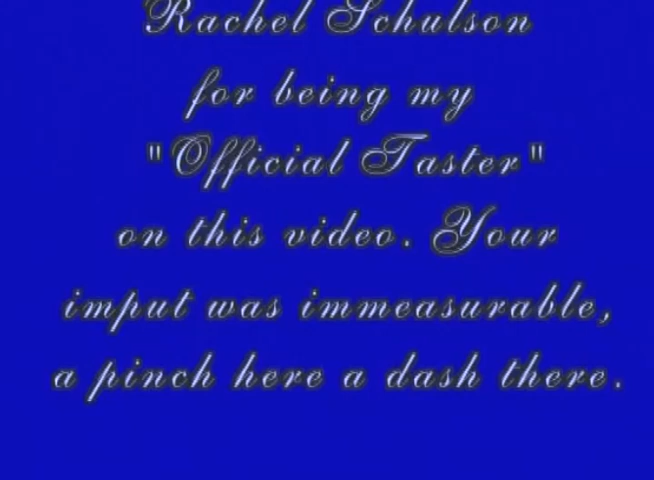 Rachel Schulson
for being my
"Official Taster"
on this video. Your
imput was immeasurable,
a pinch here a dash there.